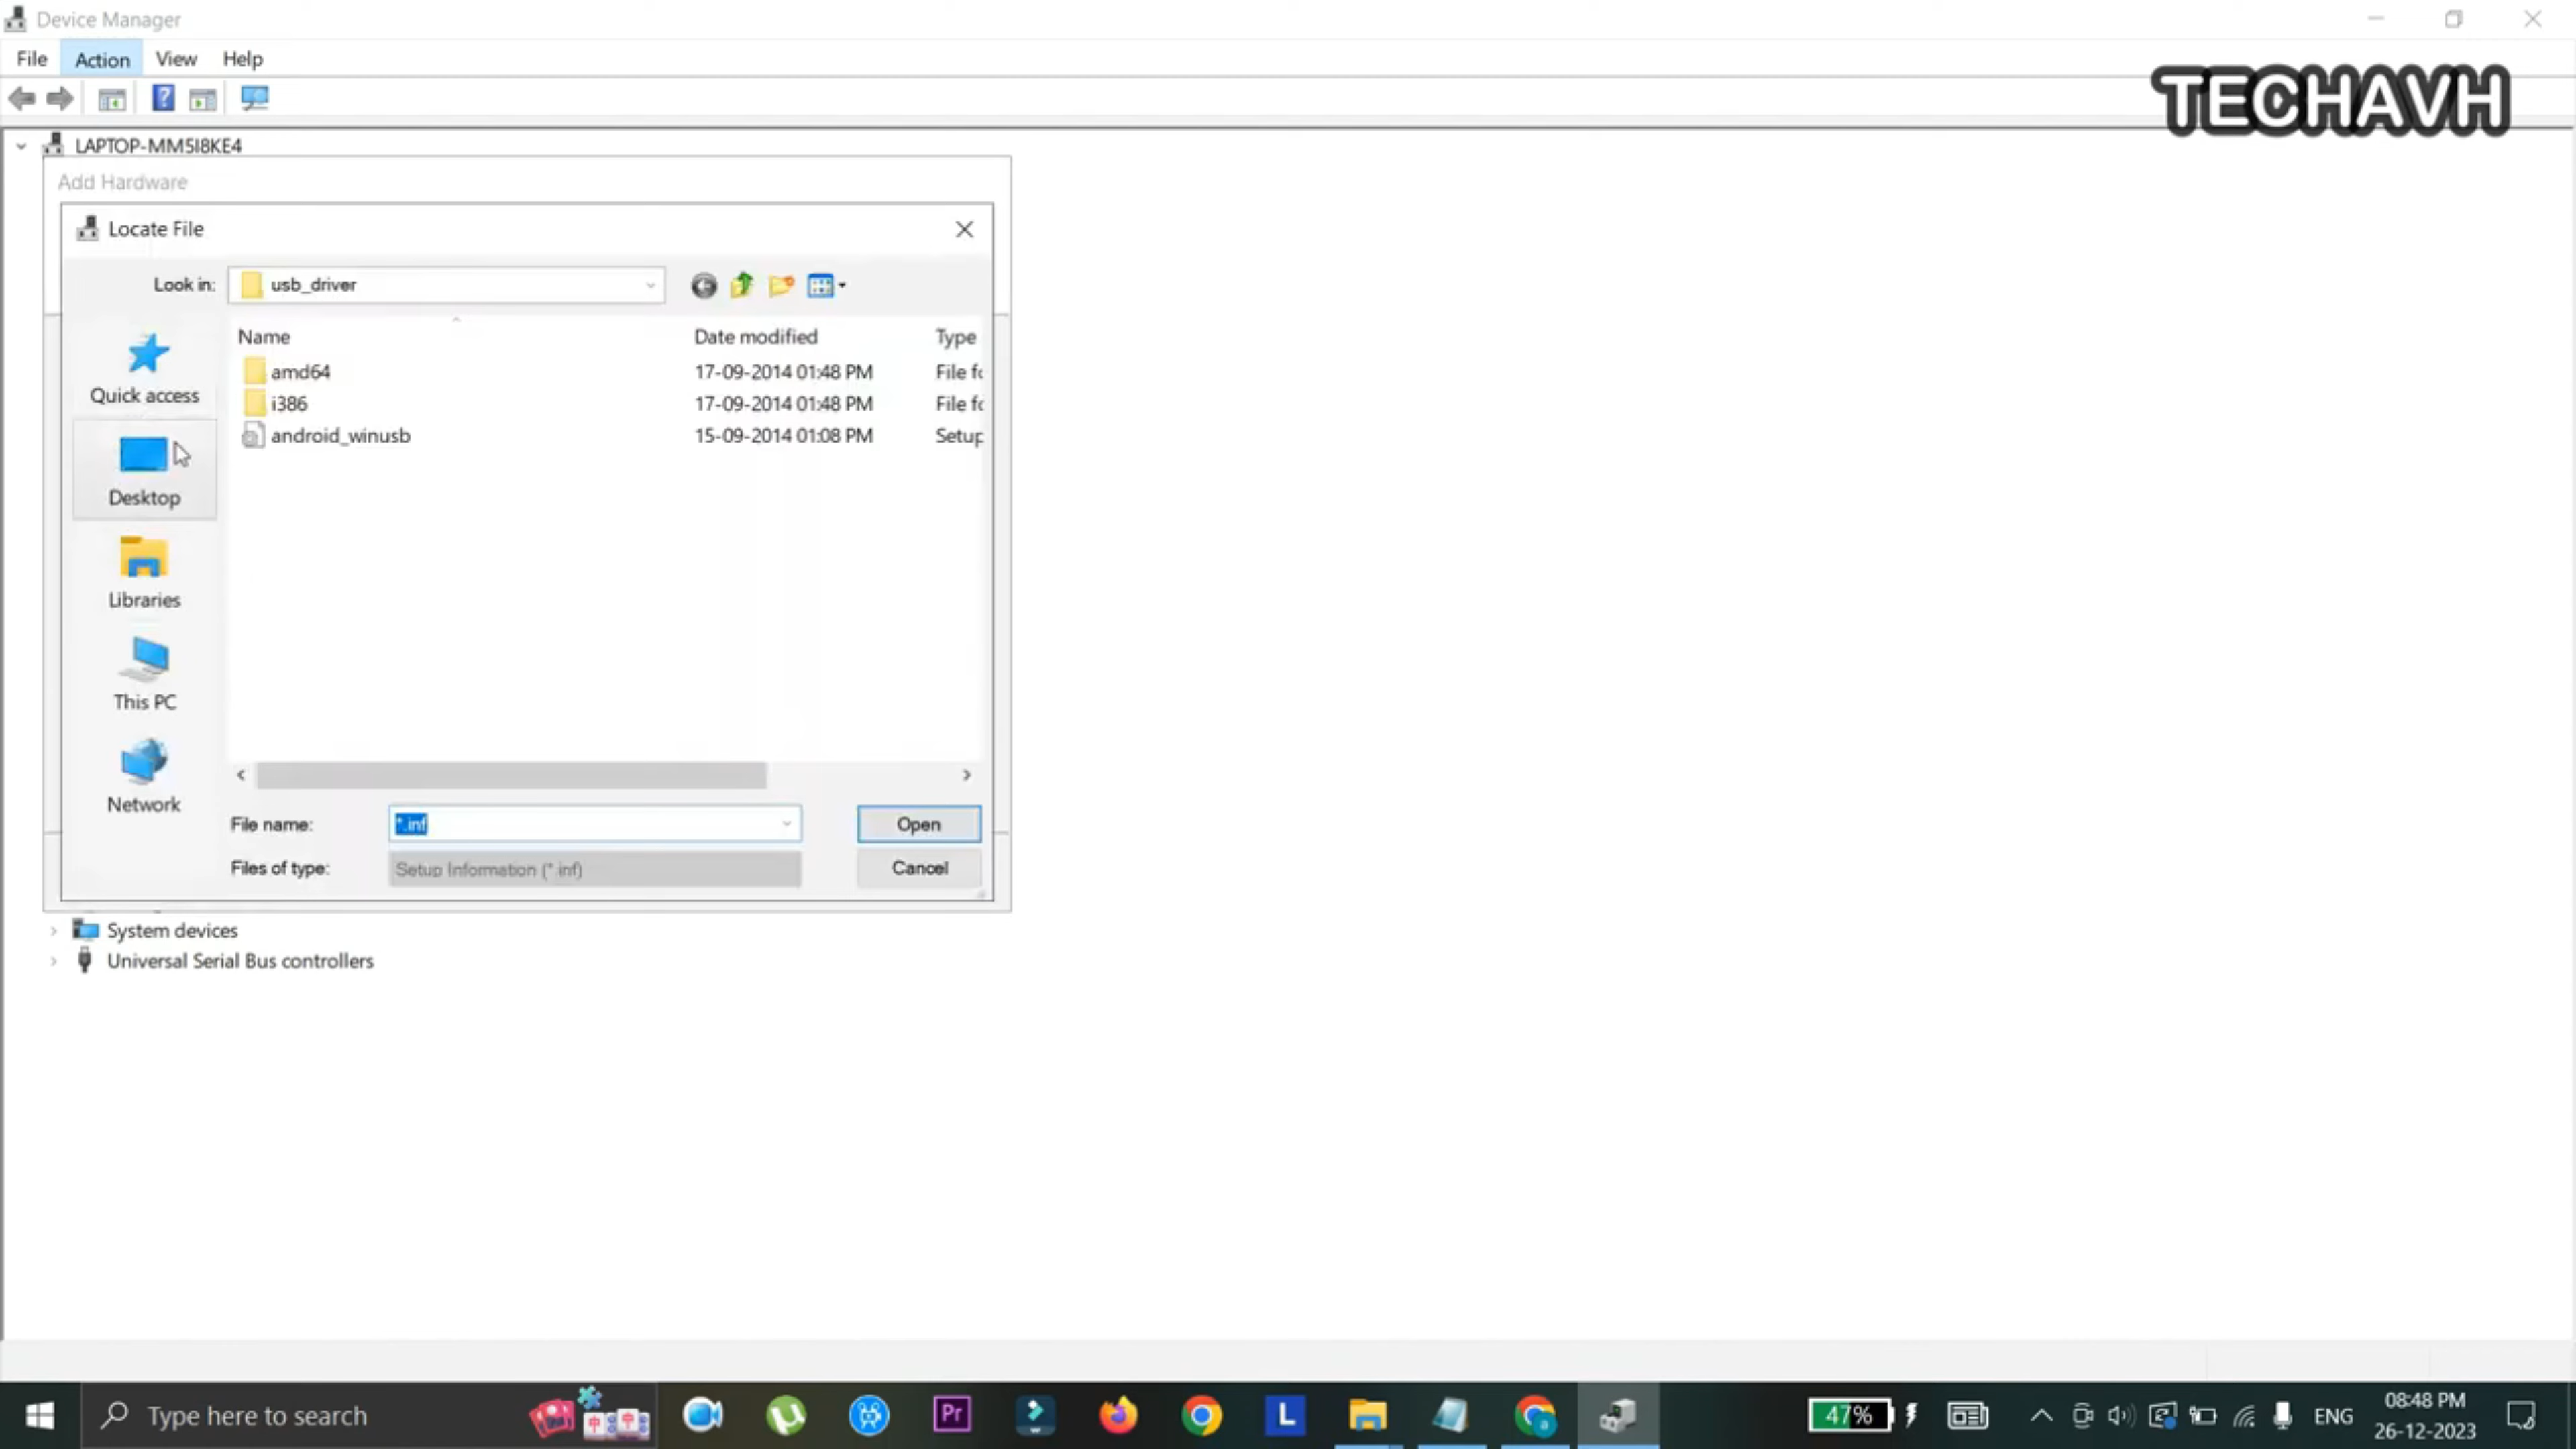 Device Manager
File Action View Help
TECHAVH
LAPTOP-MM5I8KE4
Add Hardware
Locate File
Look in: usb_driver
Name Date modified Type
amd64 17-09-2014 01:48 PM File fo
i386 17-09-2014 01:48 PM File fo
android_winusb 15-09-2014 01:08 PM Setup
Quick access
Desktop
Libraries
This PC
Network
File name: *.inf Open
Files of type: Setup Information (*.inf) Cancel
System devices
Universal Serial Bus controllers
Type here to search
Pr
L
47%
ENG
08:48 PM
26-12-2023